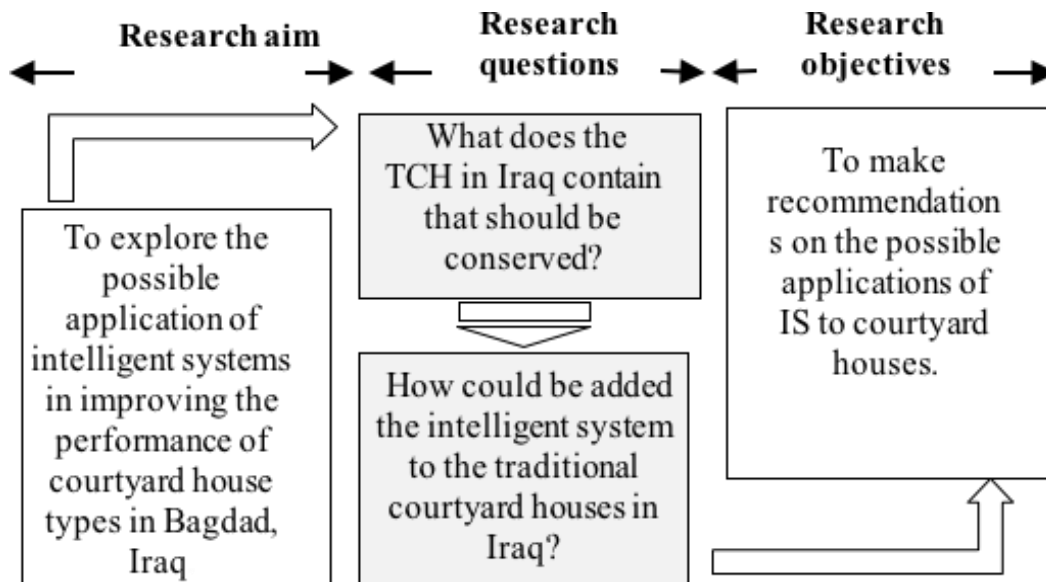 Research aim
Research
questions
Research
objectives
To explore the
possible
application of
intelligent systems
in improving the
performance of
courtyard house
types in Bagdad,
Iraq
What does the
TCH in Iraq contain
that should be
conserved?
How could be added
the intelligent system
to the traditional
courtyard houses in
Iraq?
To make
recommendation
s on the possible
applications of
IS to courtyard
houses.